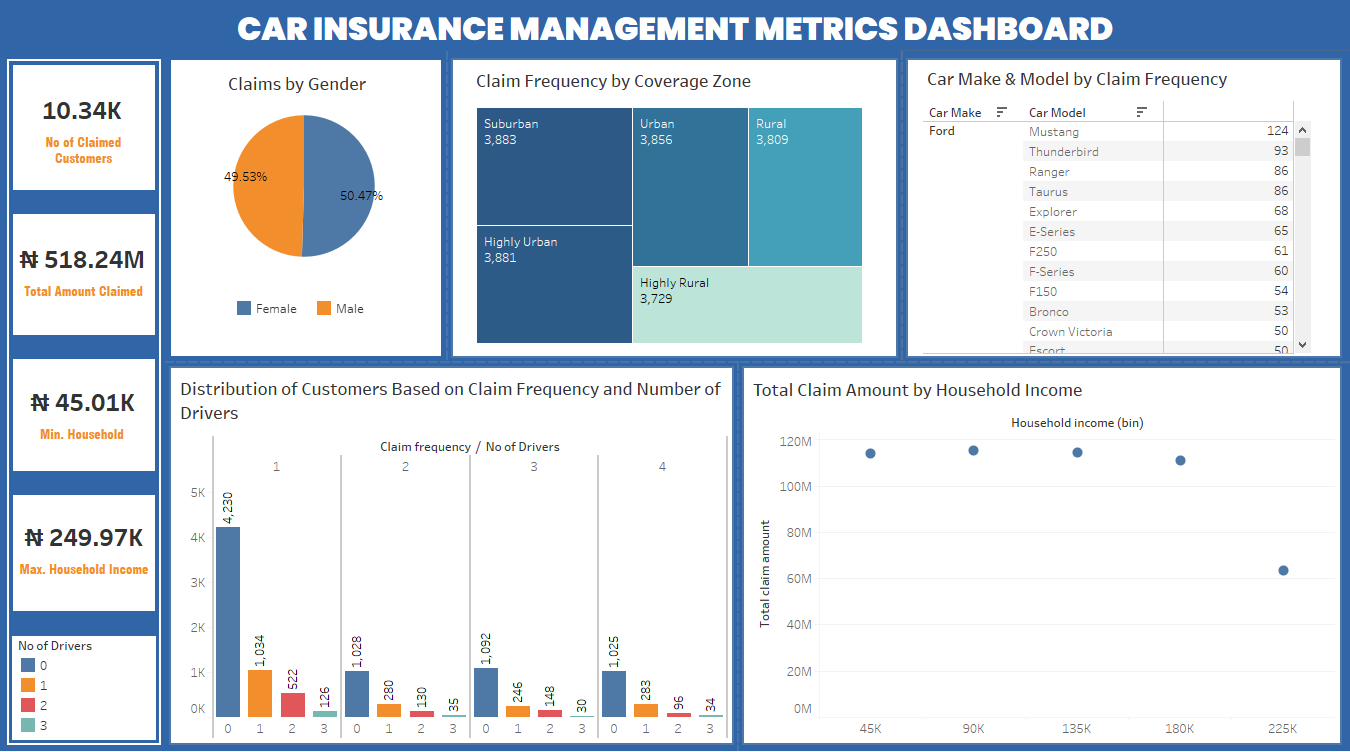 CAR INSURANCE MANAGEMENT METRICS DASHBOARD
10.34K
No of Claimed
Customers
₦ 518.24M
Total Amount Claimed
₦ 45.01K
Min. Household
₦ 249.97K
Max. Household Income
No of Drivers
0
1
2
3
Claims by Gender
49.53%
50.47%
Female Male
Claim Frequency by Coverage Zone
Suburban
3,883
Highly Urban
3,881
Urban
3,856
Rural
3,809
Highly Rural
3,729
Car Make & Model by Claim Frequency
Car Make Car Model
Ford Mustang 124
Thunderbird 93
Ranger 86
Taurus 86
Explorer 68
E-Series 65
F250 61
F-Series 60
F150 54
Bronco 53
Crown Victoria 50
Escort 50
Distribution of Customers Based on Claim Frequency and Number of
Drivers
Claim frequency / No of Drivers
1 2 3 4
5K
4K
3K
2K
1K
0K
4,230
1,034
522
126
1,028
280
130
35
1,092
246
148
30
1,025
283
96
34
0 1 2 3 0 1 2 3 0 1 2 3 0 1 2 3
Total Claim Amount by Household Income
Household income (bin)
Total claim amount
120M
100M
80M
60M
40M
20M
0M
45K 90K 135K 180K 225K